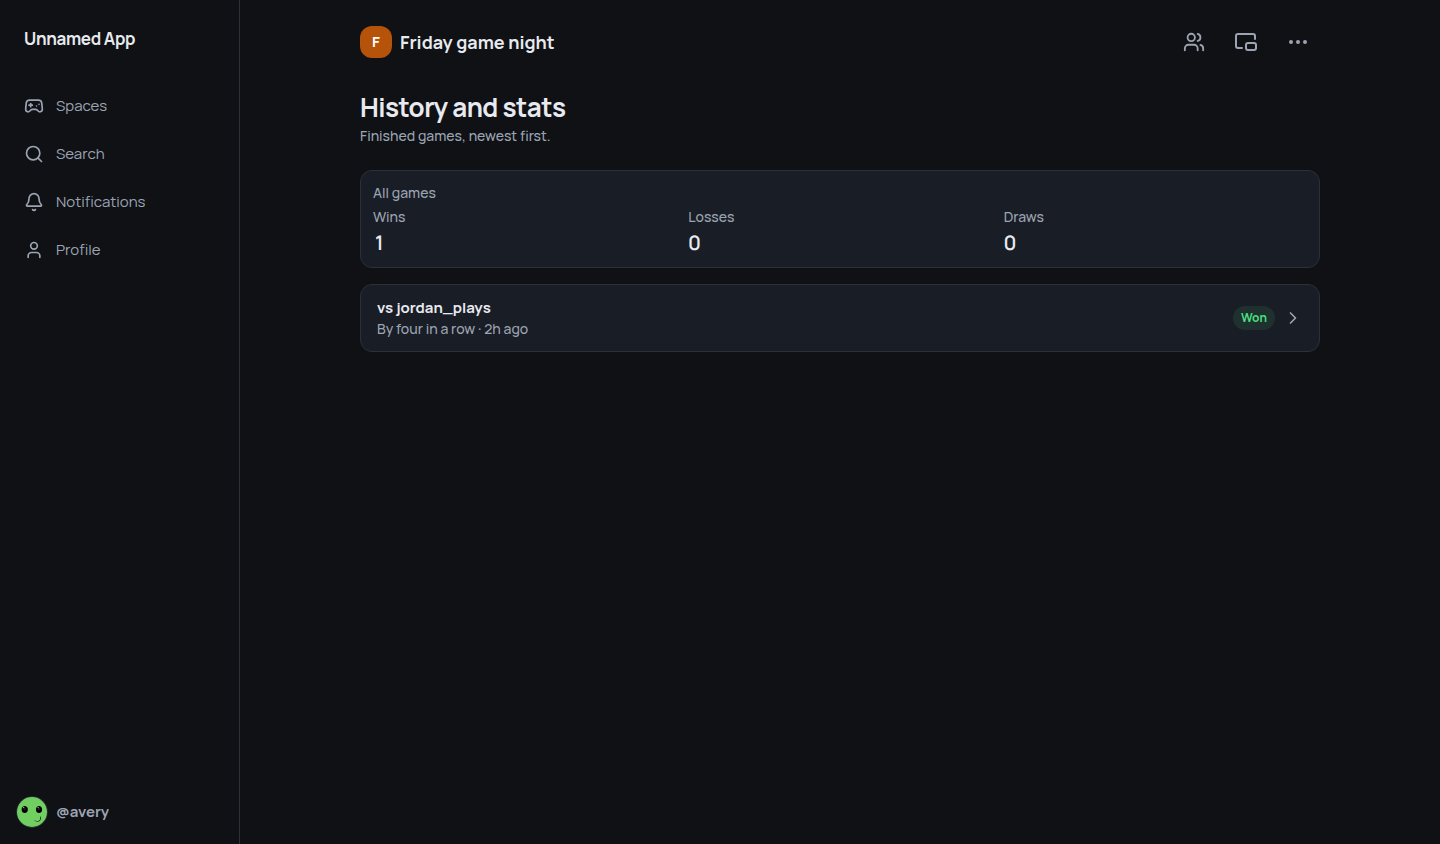 Unnamed App
Spaces
Search
Notifications
Profile
@avery
F Friday game night
History and stats
Finished games, newest first.
All games
Wins Losses Draws
1 0 0
vs jordan_plays
By four in a row · 2h ago
Won